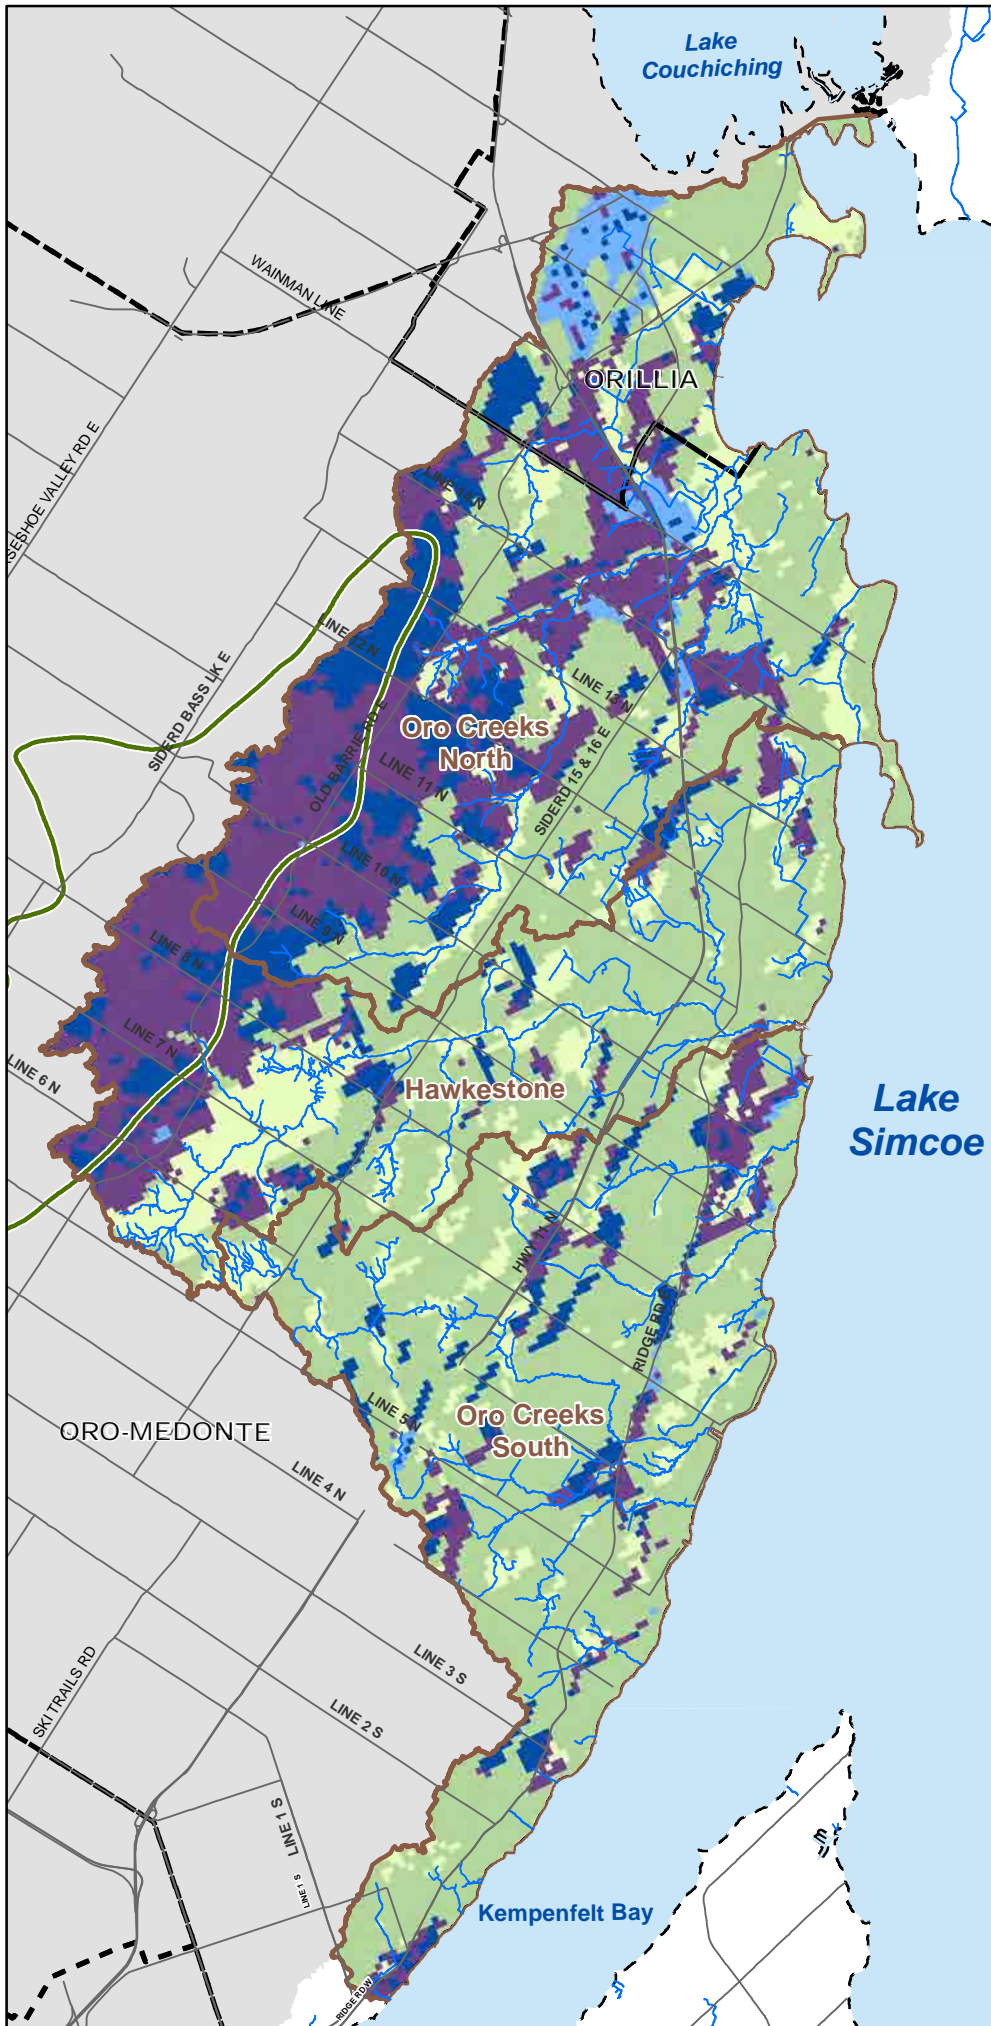 Lake
Couchiching
WAINMAN LINE
ORILLIA
SESHOE VALLEY RD E
LINE 14 N
LINE 12 N
SIDERD BASS LK E
LINE 13 N
Oro Creeks
North
OLD BARRIE RD E
LINE 11 N
SIDERD 15 & 16 E
LINE 10 N
LINE 9 N
LINE 8 N
LINE 7 N
LINE 6 N
Hawkestone
Lake
Simcoe
HWY 11 N
RIDGE RD E
LINE 5 N
Oro Creeks
South
ORO-MEDONTE
LINE 4 N
SKI TRAILS RD
LINE 3 S
LINE 2 S
LINE 1 S
LINE 1 S
Kempenfelt Bay
RIDGE RD W